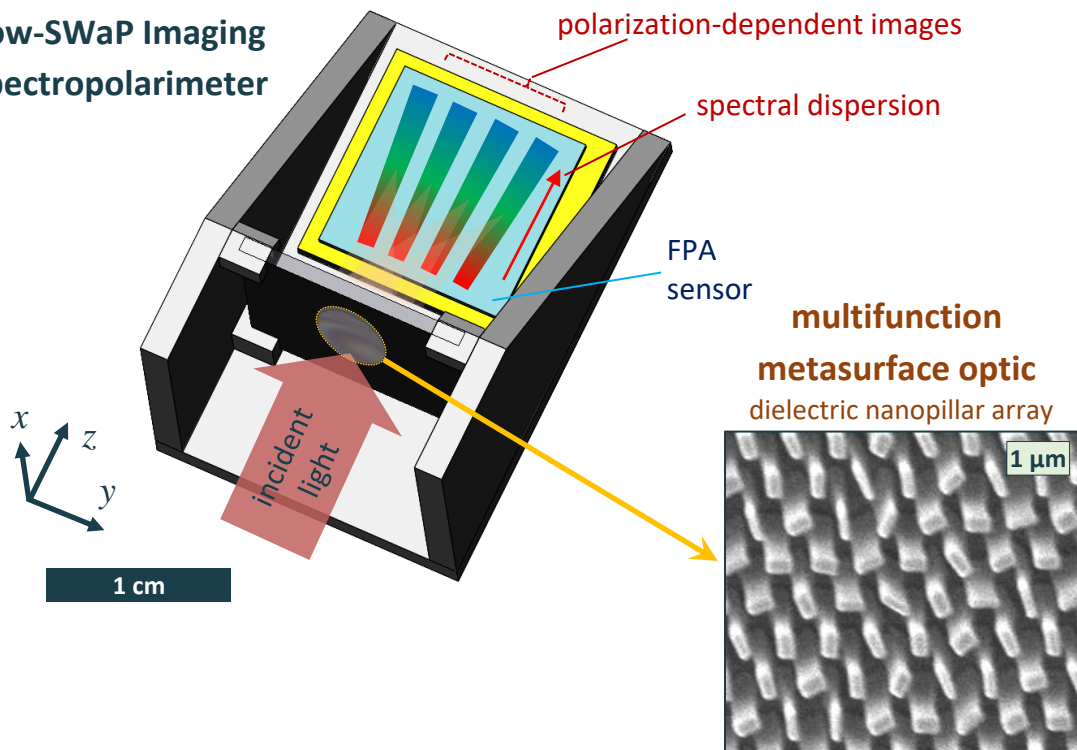 ow-SWaP Imaging
pectropolarimeter
polarization-dependent images
spectral dispersion
FPA
sensor
multifunction
metasurface optic
dielectric nanopillar array
1 µm
incident
light
x
z
y
1 cm